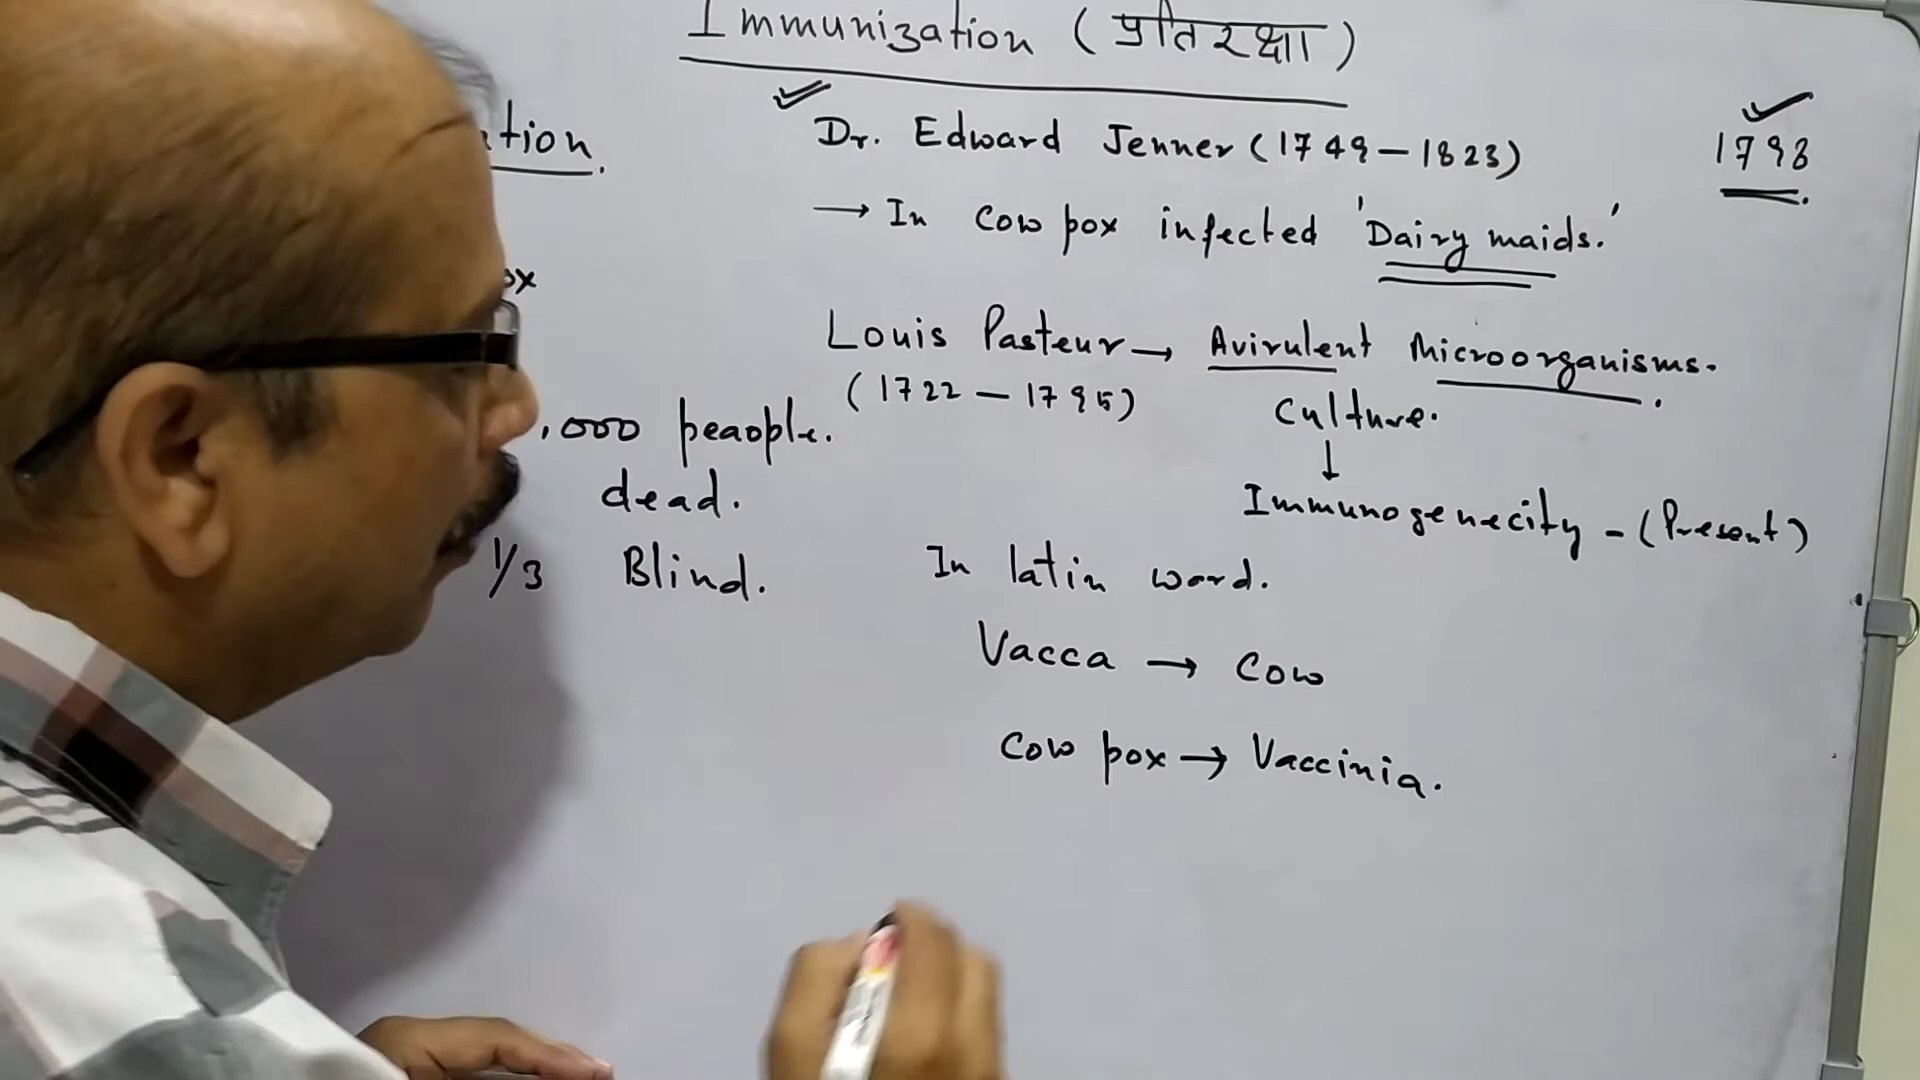 Immunization (प्रतिरक्षा)
tion.
Dr. Edward Jenner (1749 – 1823)
1798
→ In Cow pox infected 'Dairy maids.'
ox
Louis Pasteur → Avirulent Microorganisms.
(1722 – 1795)
Culture.
↓
,000 peaople.
dead.
Immunogenecity - (Present)
1/3 Blind.
In latin word.
Vacca → Cow
Cow pox → Vaccinia.